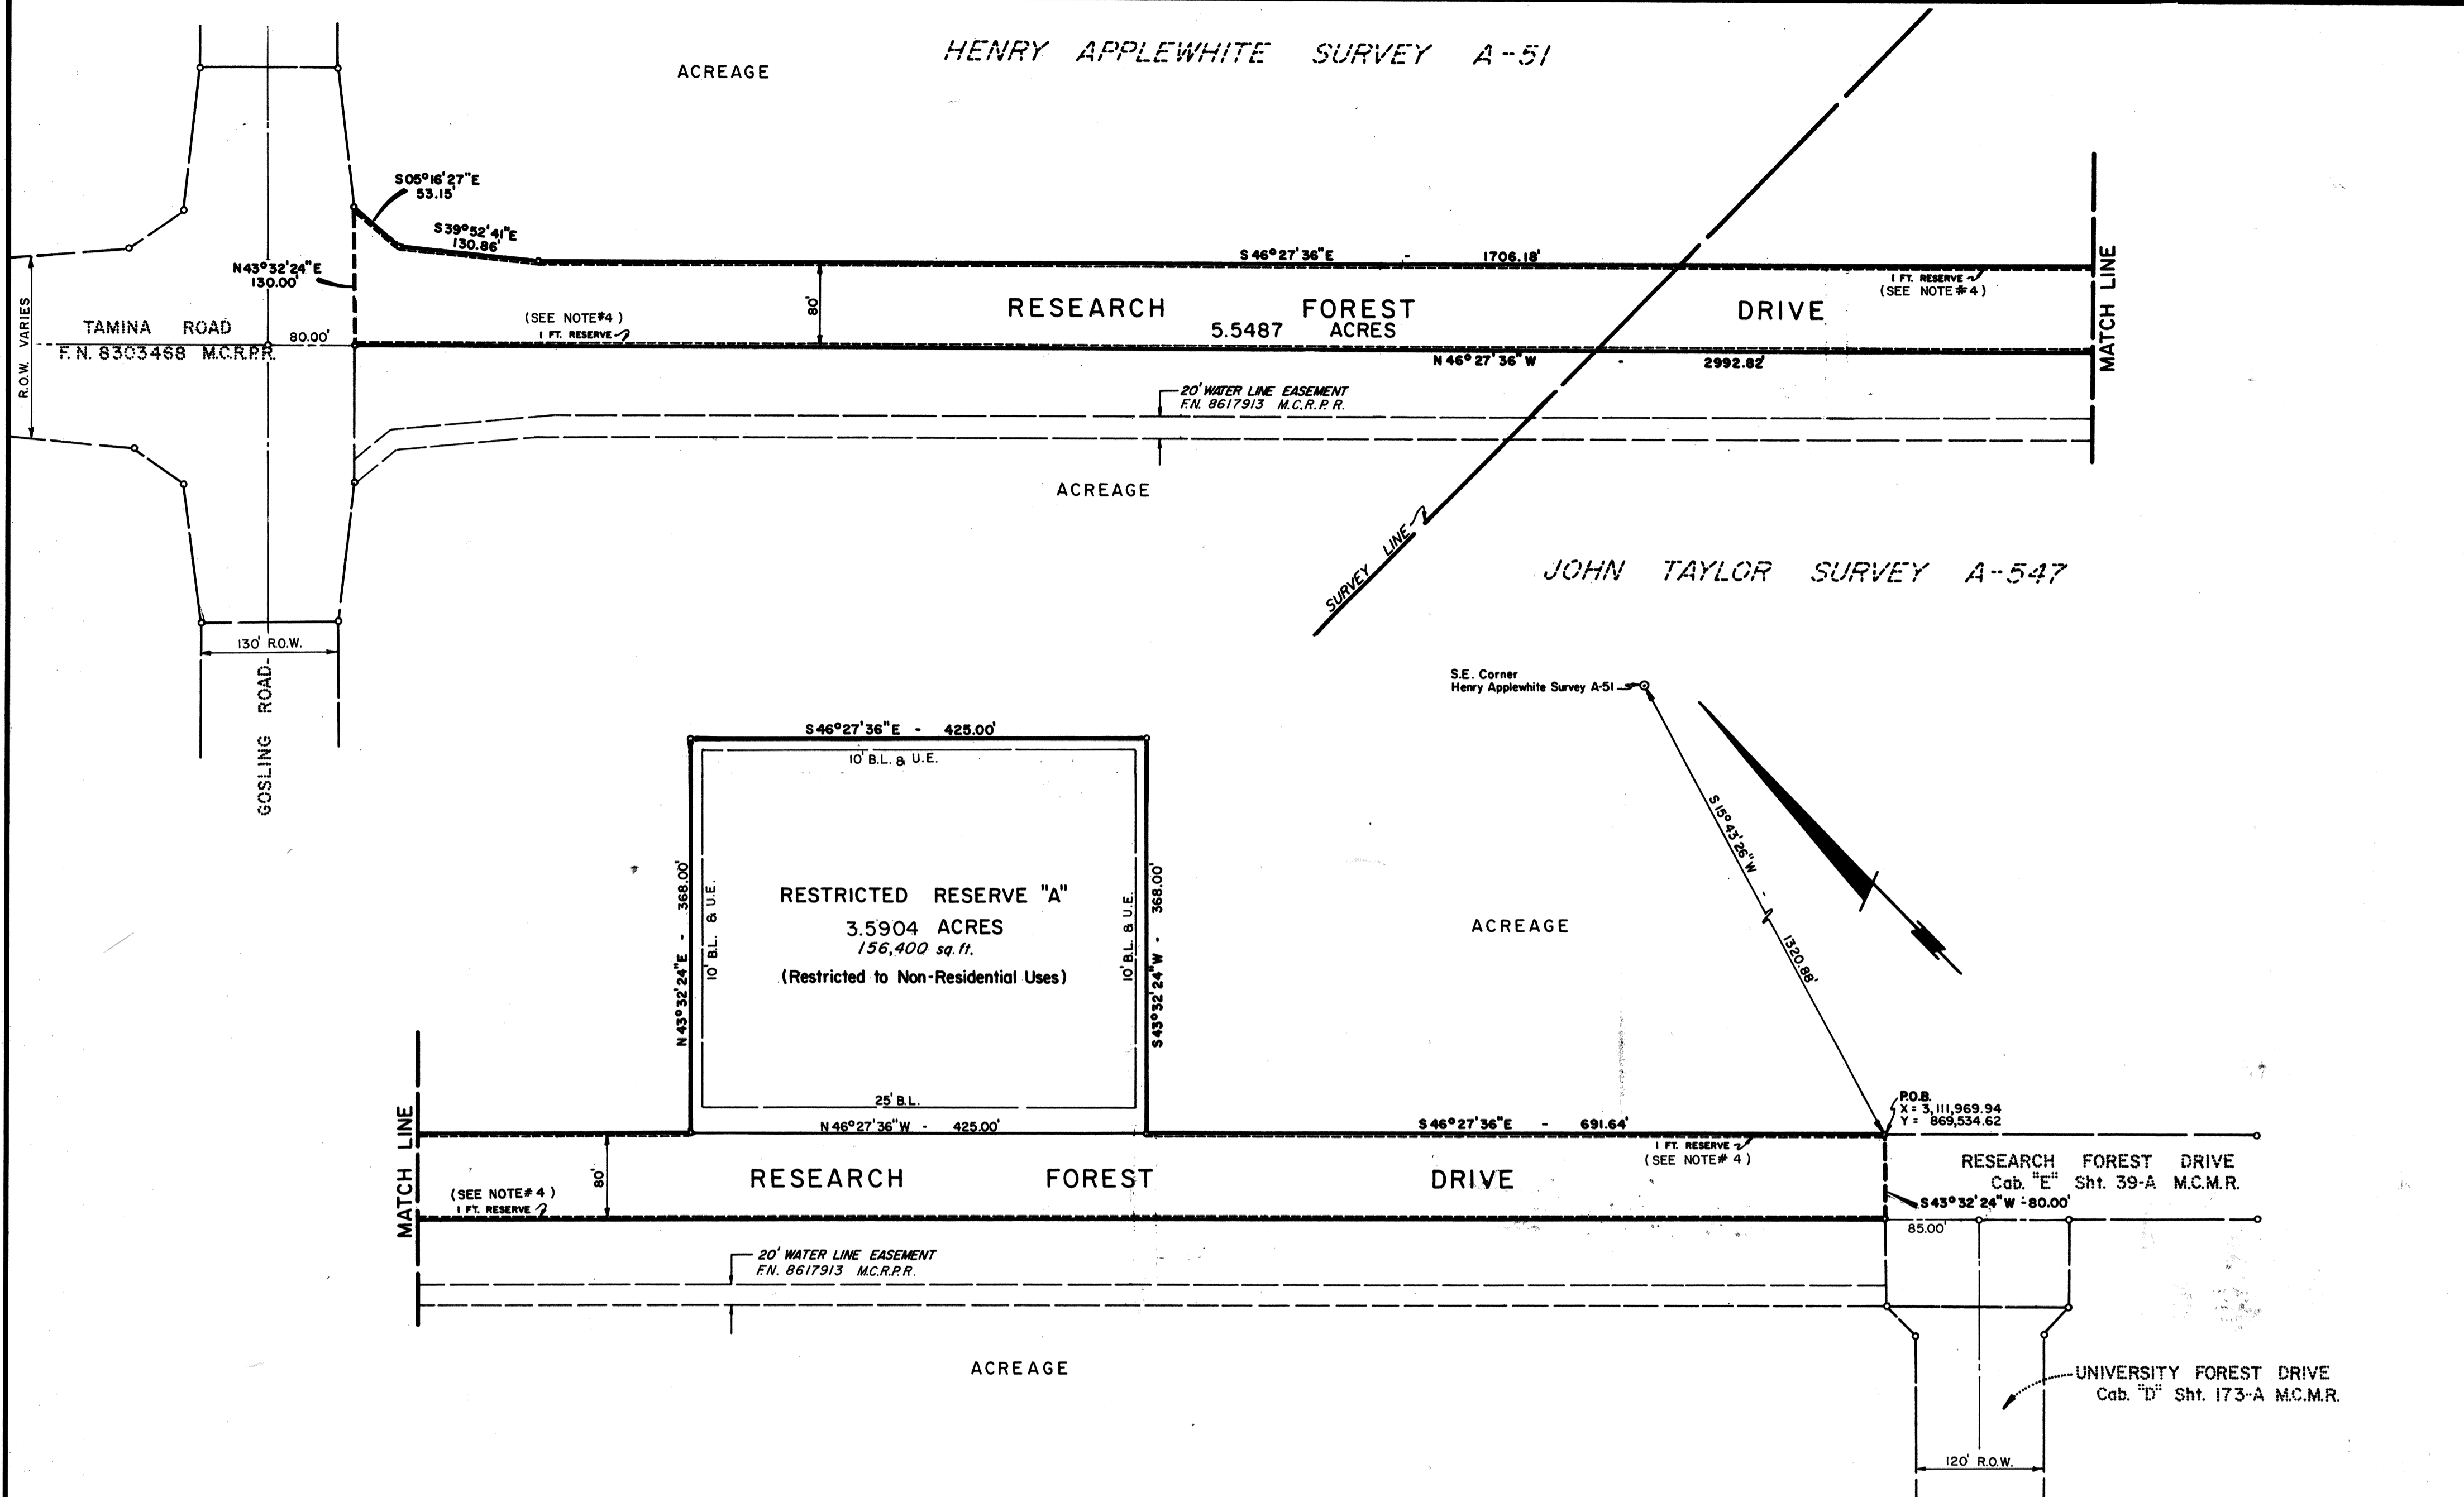 HENRY APPLEWHITE SURVEY A-51
ACREAGE
S05°16'27"E
53.15'
S39°52'41"E
130.86'
N43°32'24"E
130.00'
S46°27'36"E - 1706.18'
1 FT. RESERVE
(SEE NOTE#4)
MATCH LINE
R.O.W. VARIES
TAMINA ROAD
F.N. 8303468 M.C.R.P.R.
80.00'
(SEE NOTE#4)
1 FT. RESERVE
80'
RESEARCH FOREST DRIVE
5.5487 ACRES
N46°27'36"W - 2992.82'
20' WATER LINE EASEMENT
F.N. 8617913 M.C.R.P.R.
ACREAGE
SURVEY LINE
JOHN TAYLOR SURVEY A-547
130' R.O.W.
GOSLING ROAD
S.E. Corner
Henry Applewhite Survey A-51
S15°43'26"W - 1320.88'
S46°27'36"E - 425.00'
10' B.L. & U.E.
N43°32'24"E - 368.00'
10' B.L. & U.E.
RESTRICTED RESERVE "A"
3.5904 ACRES
156,400 sq.ft.
(Restricted to Non-Residential Uses)
10' B.L. & U.E.
S43°32'24"W - 368.00'
25' B.L.
N46°27'36"W - 425.00'
ACREAGE
MATCH LINE
S46°27'36"E - 691.64'
1 FT. RESERVE
(SEE NOTE#4)
P.O.B.
X = 3,111,969.94
Y = 869,534.62
80'
RESEARCH FOREST DRIVE
(SEE NOTE#4)
1 FT. RESERVE
RESEARCH FOREST DRIVE
Cab. "E" Sht. 39-A M.C.M.R.
S43°32'24"W - 80.00'
85.00'
20' WATER LINE EASEMENT
F.N. 8617913 M.C.R.P.R.
ACREAGE
UNIVERSITY FOREST DRIVE
Cab. "D" Sht. 173-A M.C.M.R.
120' R.O.W.